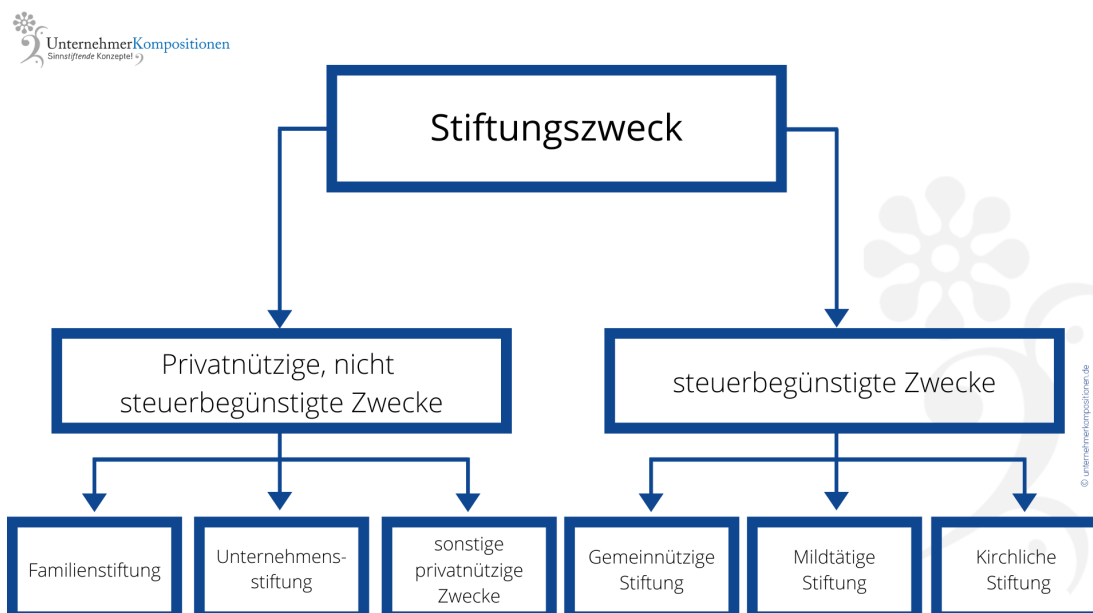 UnternehmerKompositionen
Sinnstiftende Konzepte!
Stiftungszweck
Privatnützige, nicht
steuerbegünstigte Zwecke
steuerbegünstigte Zwecke
© unternehmerkompositionen.de
Familienstiftung
Unternehmens-
stiftung
sonstige
privatnützige
Zwecke
Gemeinnützige
Stiftung
Mildtätige
Stiftung
Kirchliche
Stiftung